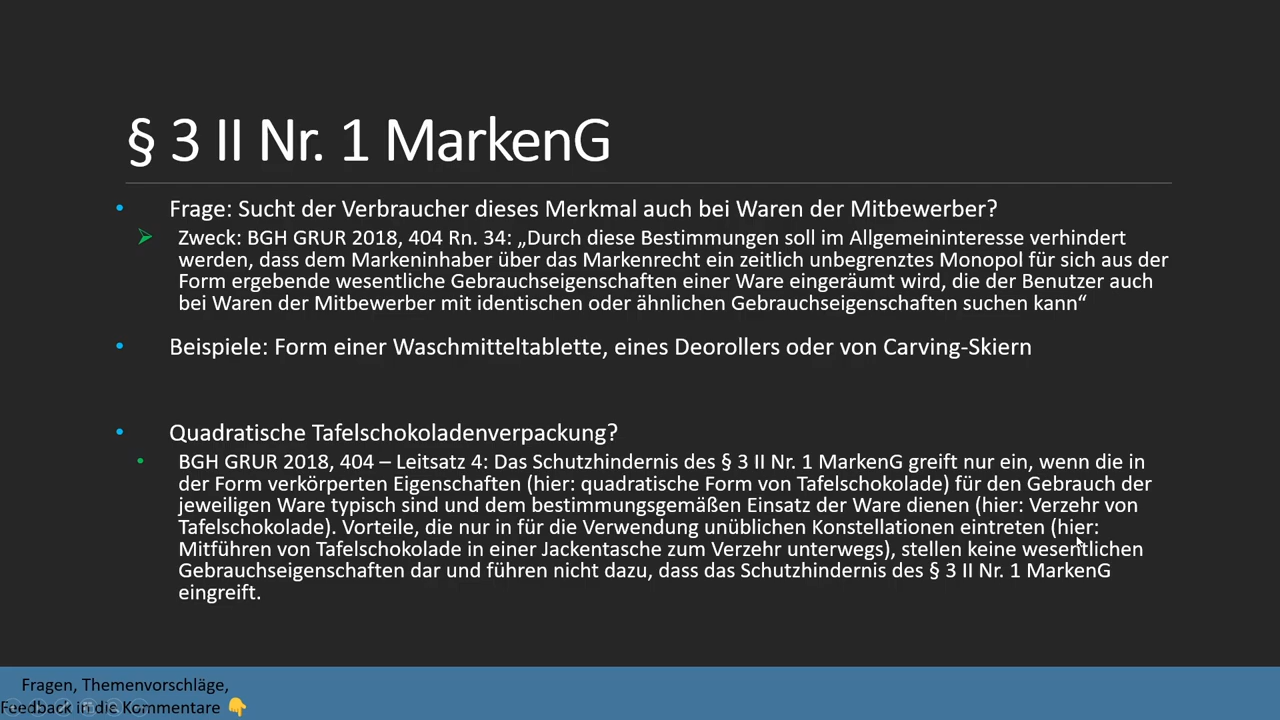 § 3 II Nr. 1 MarkenG
• Frage: Sucht der Verbraucher dieses Merkmal auch bei Waren der Mitbewerber?
➢ Zweck: BGH GRUR 2018, 404 Rn. 34: „Durch diese Bestimmungen soll im Allgemeininteresse verhindert
werden, dass dem Markeninhaber über das Markenrecht ein zeitlich unbegrenztes Monopol für sich aus der
Form ergebende wesentliche Gebrauchseigenschaften einer Ware eingeräumt wird, die der Benutzer auch
bei Waren der Mitbewerber mit identischen oder ähnlichen Gebrauchseigenschaften suchen kann“
• Beispiele: Form einer Waschmitteltablette, eines Deorollers oder von Carving-Skiern
• Quadratische Tafelschokoladenverpackung?
• BGH GRUR 2018, 404 – Leitsatz 4: Das Schutzhindernis des § 3 II Nr. 1 MarkenG greift nur ein, wenn die in
der Form verkörperten Eigenschaften (hier: quadratische Form von Tafelschokolade) für den Gebrauch der
jeweiligen Ware typisch sind und dem bestimmungsgemäßen Einsatz der Ware dienen (hier: Verzehr von
Tafelschokolade). Vorteile, die nur in für die Verwendung unüblichen Konstellationen eintreten (hier:
Mitführen von Tafelschokolade in einer Jackentasche zum Verzehr unterwegs), stellen keine wesentlichen
Gebrauchseigenschaften dar und führen nicht dazu, dass das Schutzhindernis des § 3 II Nr. 1 MarkenG
eingreift.
Fragen, Themenvorschläge,
Feedback in die Kommentare 👇